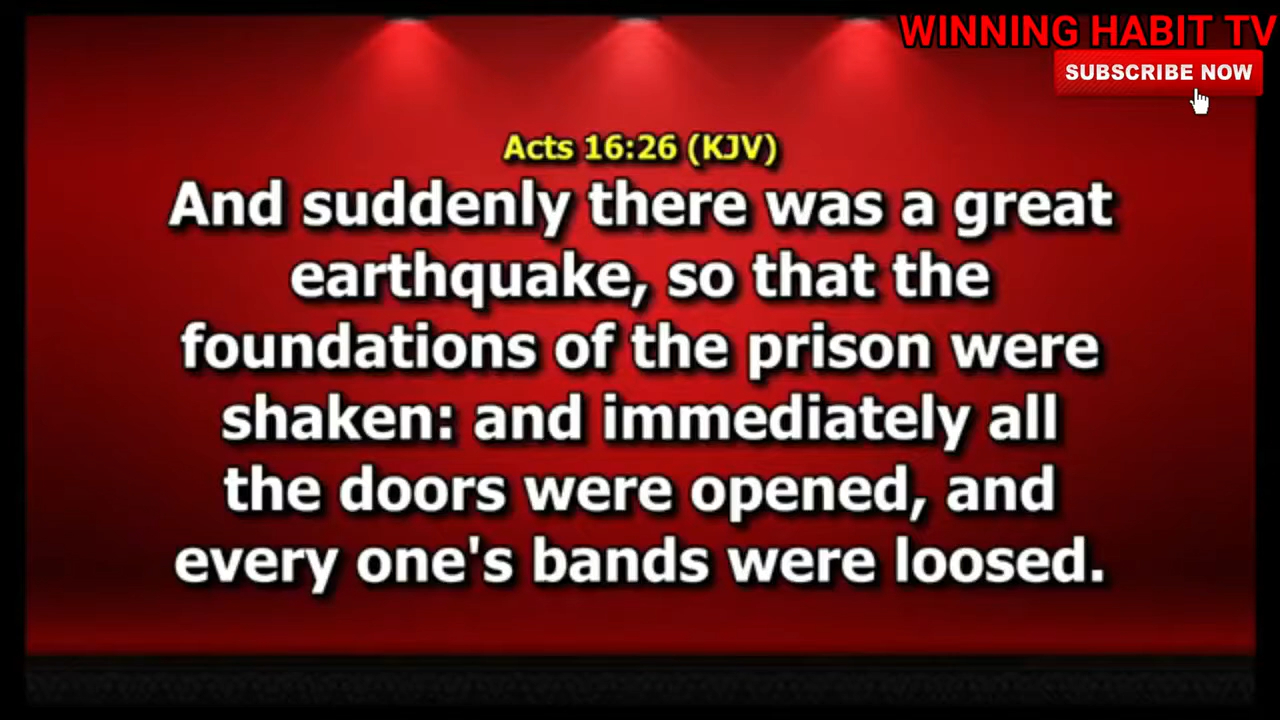 WINNING HABIT TV
SUBSCRIBE NOW
Acts 16:26 (KJV)
And suddenly there was a great
earthquake, so that the
foundations of the prison were
shaken: and immediately all
the doors were opened, and
every one's bands were loosed.